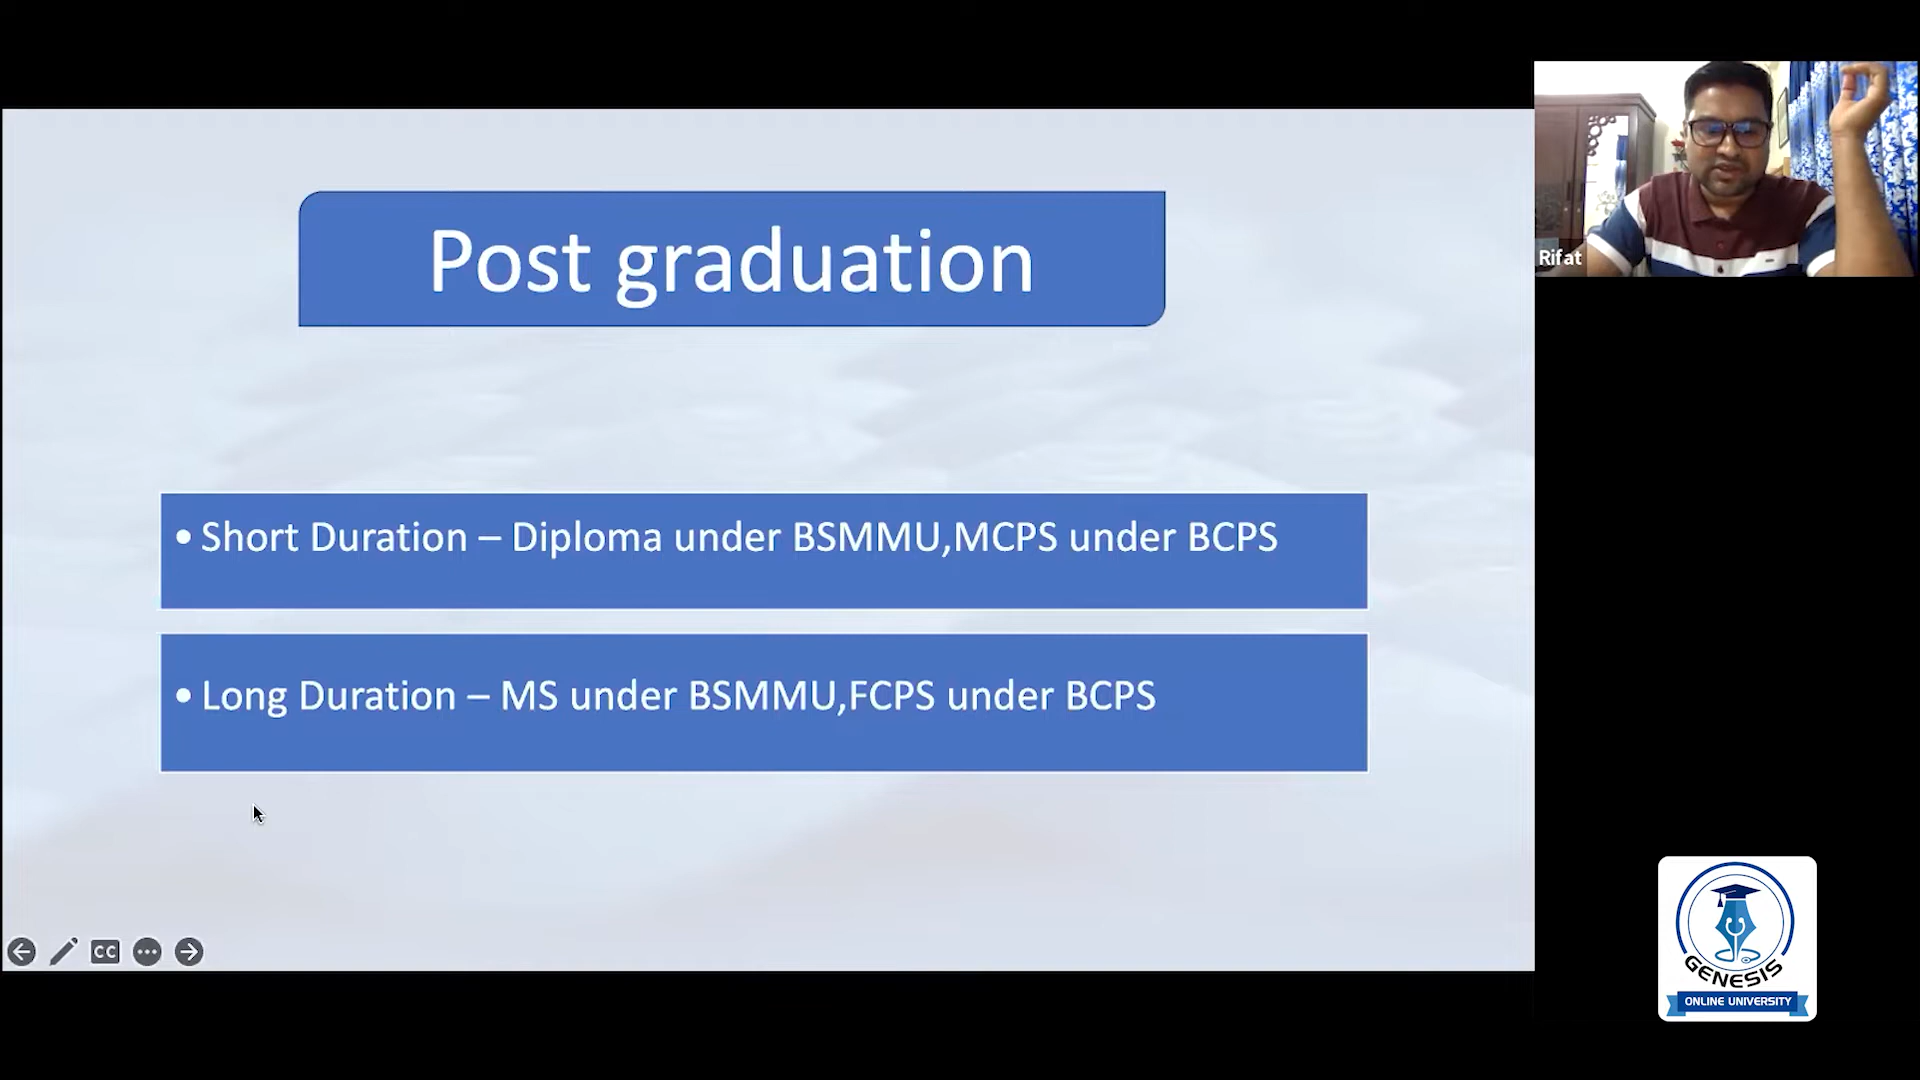 Post graduation
• Short Duration – Diploma under BSMMU,MCPS under BCPS
• Long Duration – MS under BSMMU,FCPS under BCPS
Rifat
CC
GENESIS
ONLINE UNIVERSITY